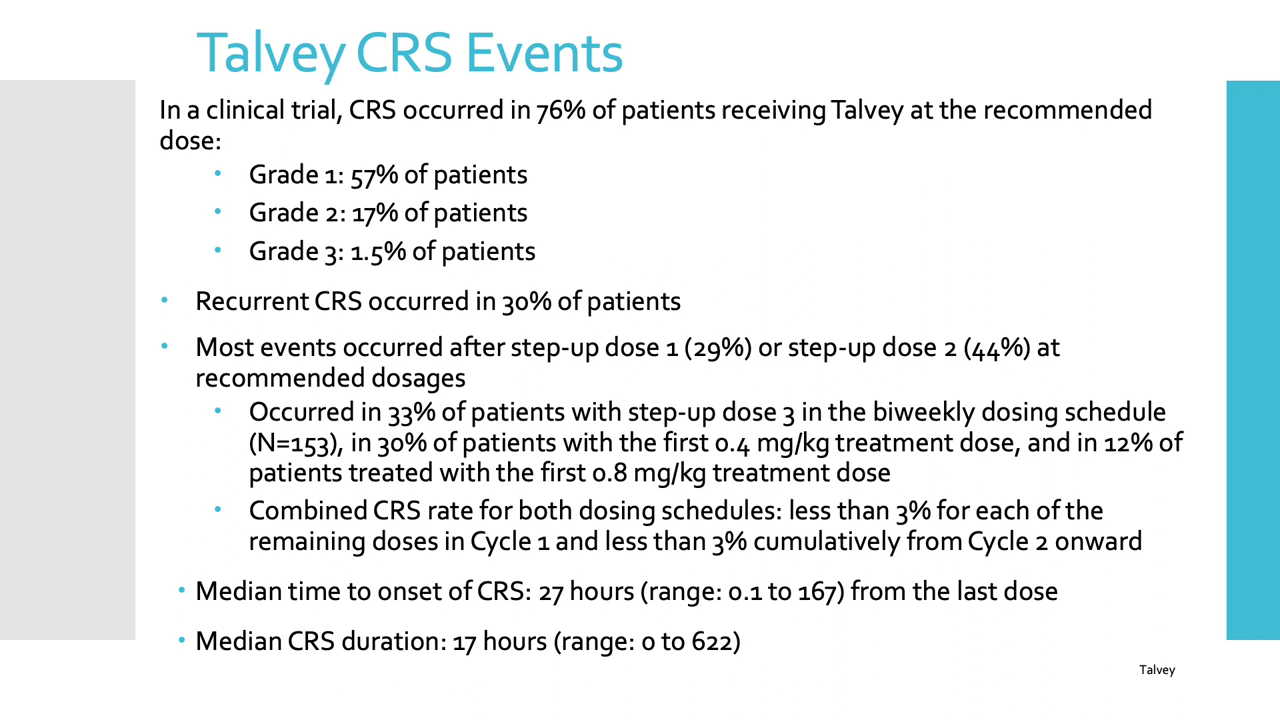 Talvey CRS Events
In a clinical trial, CRS occurred in 76% of patients receiving Talvey at the recommended
dose:
• Grade 1: 57% of patients
• Grade 2: 17% of patients
• Grade 3: 1.5% of patients
• Recurrent CRS occurred in 30% of patients
• Most events occurred after step-up dose 1 (29%) or step-up dose 2 (44%) at
recommended dosages
• Occurred in 33% of patients with step-up dose 3 in the biweekly dosing schedule
(N=153), in 30% of patients with the first 0.4 mg/kg treatment dose, and in 12% of
patients treated with the first 0.8 mg/kg treatment dose
• Combined CRS rate for both dosing schedules: less than 3% for each of the
remaining doses in Cycle 1 and less than 3% cumulatively from Cycle 2 onward
• Median time to onset of CRS: 27 hours (range: 0.1 to 167) from the last dose
• Median CRS duration: 17 hours (range: 0 to 622)
Talvey